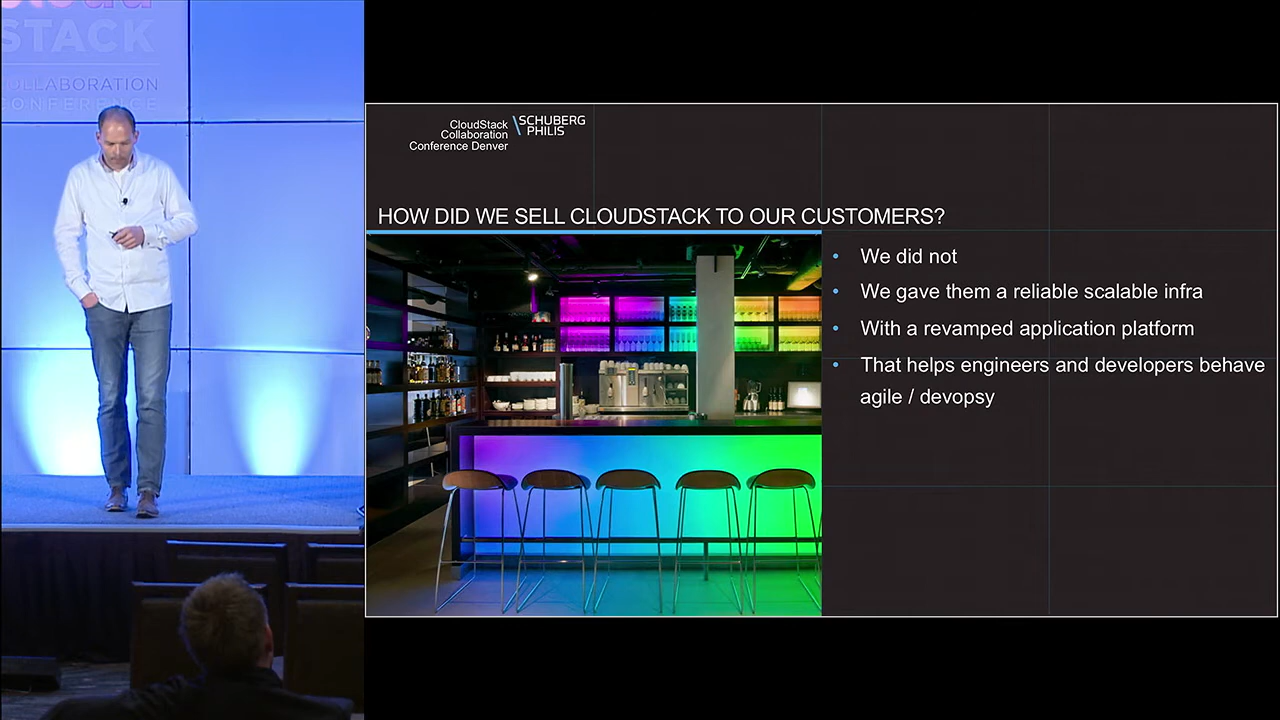 STACK
COLLABORATION
CONFERENCE
CloudStack
Collaboration
Conference Denver
SCHUBERG
PHILIS
HOW DID WE SELL CLOUDSTACK TO OUR CUSTOMERS?
• We did not
• We gave them a reliable scalable infra
• With a revamped application platform
• That helps engineers and developers behave
agile / devopsy